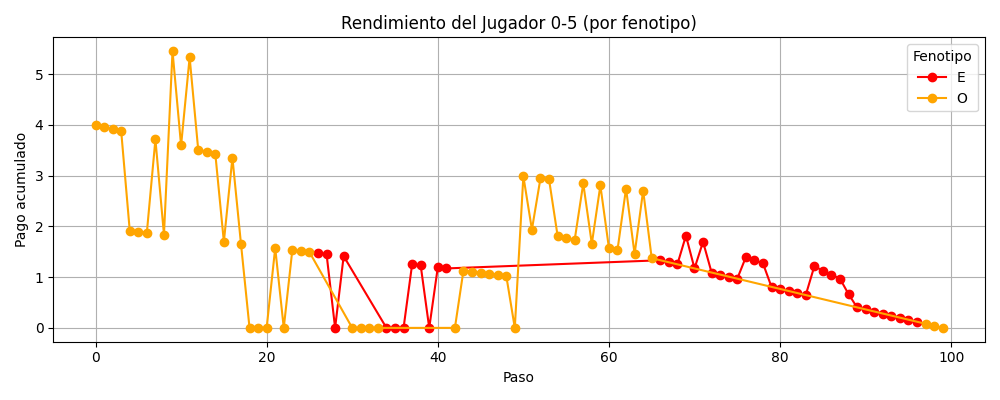 Rendimiento del Jugador 0-5 (por fenotipo)
Pago acumulado
5
4
3
2
1
0
Fenotipo
E
O
0 20 40 60 80 100
Paso